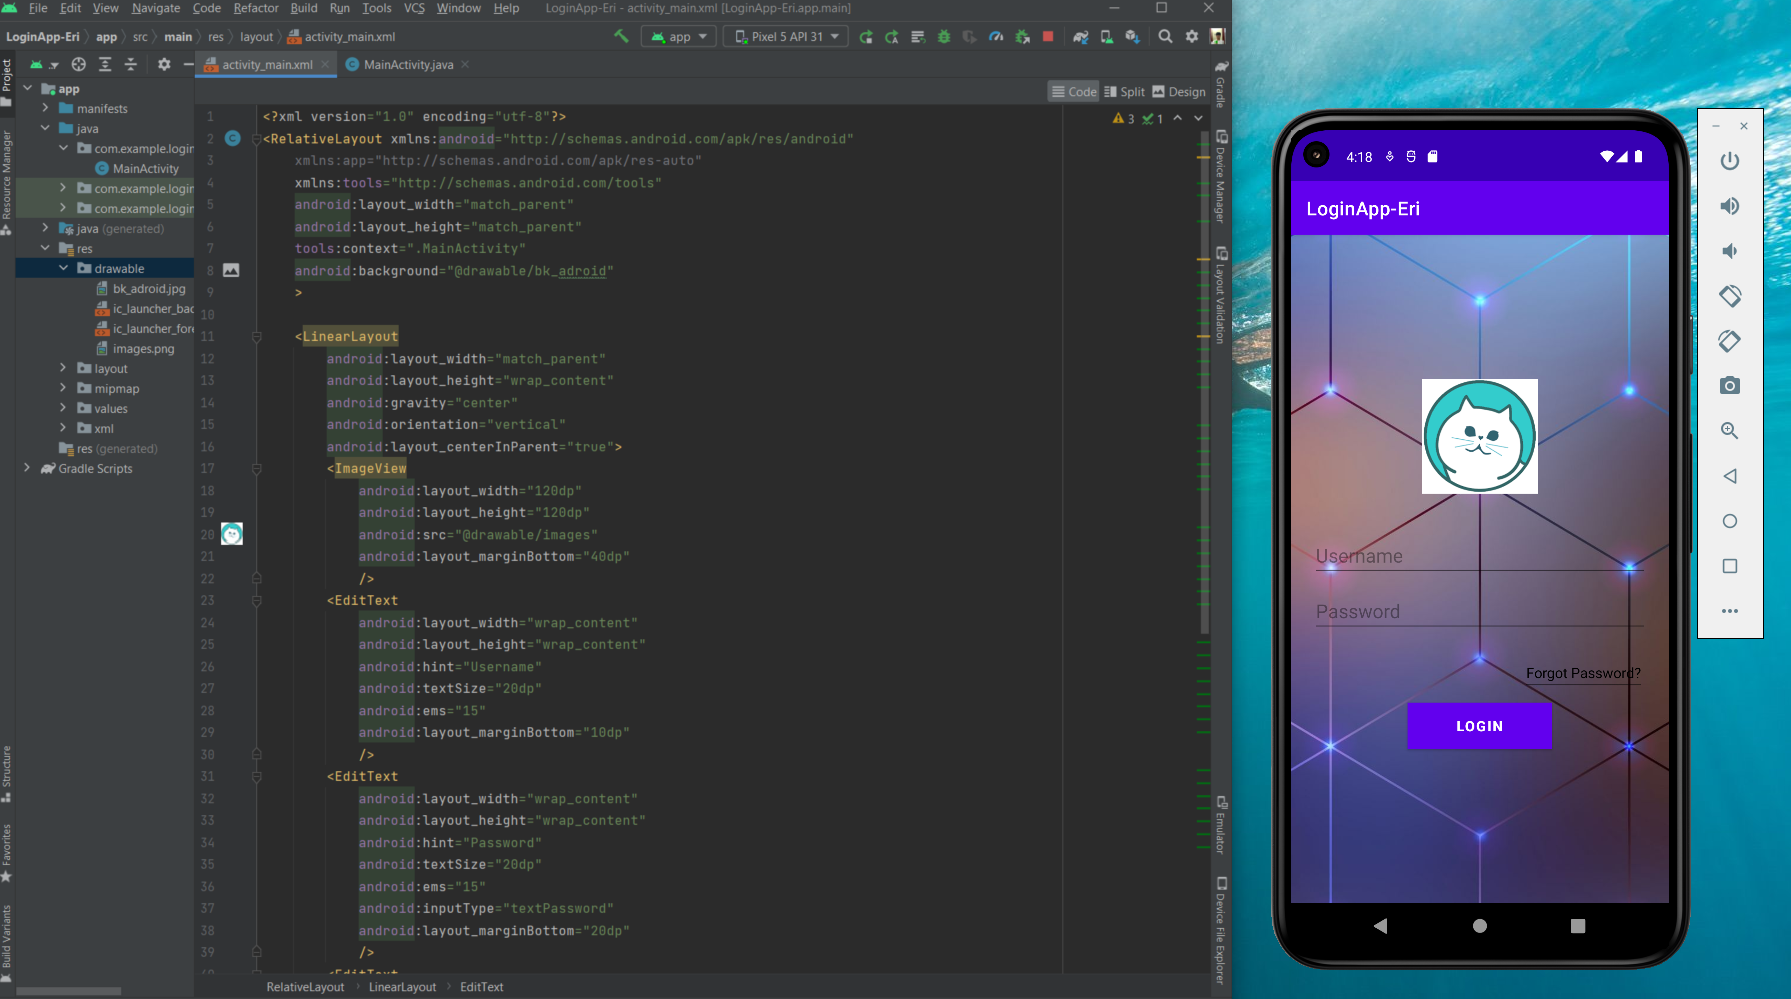 File Edit View Navigate Code Refactor Build Run Tools VCS Window Help LoginApp-Eri - activity_main.xml [LoginApp-Eri.app.main]
LoginApp-Eri app src main res layout activity_main.xml app Pixel 5 API 31
activity_main.xml MainActivity.java
Code Split Design
Project
Resource Manager
Structure
Favorites
Build Variants
app
manifests
java
com.example.login
MainActivity
com.example.login
com.example.login
java (generated)
res
drawable
bk_adroid.jpg
ic_launcher_bac
ic_launcher_fore
images.png
layout
mipmap
values
xml
res (generated)
Gradle Scripts
3 1
1 <?xml version="1.0" encoding="utf-8"?>
2 <RelativeLayout xmlns:android="http://schemas.android.com/apk/res/android"
3 xmlns:app="http://schemas.android.com/apk/res-auto"
4 xmlns:tools="http://schemas.android.com/tools"
5 android:layout_width="match_parent"
6 android:layout_height="match_parent"
7 tools:context=".MainActivity"
8 android:background="@drawable/bk_adroid"
9 >
10
11 <LinearLayout
12 android:layout_width="match_parent"
13 android:layout_height="wrap_content"
14 android:gravity="center"
15 android:orientation="vertical"
16 android:layout_centerInParent="true">
17 <ImageView
18 android:layout_width="120dp"
19 android:layout_height="120dp"
20 android:src="@drawable/images"
21 android:layout_marginBottom="40dp"
22 />
23 <EditText
24 android:layout_width="wrap_content"
25 android:layout_height="wrap_content"
26 android:hint="Username"
27 android:textSize="20dp"
28 android:ems="15"
29 android:layout_marginBottom="10dp"
30 />
31 <EditText
32 android:layout_width="wrap_content"
33 android:layout_height="wrap_content"
34 android:hint="Password"
35 android:textSize="20dp"
36 android:ems="15"
37 android:inputType="textPassword"
38 android:layout_marginBottom="20dp"
39 />
<EditText
RelativeLayout LinearLayout EditText
Gradle
Device Manager
Layout Validation
Emulator
Device File Explorer
4:18
LoginApp-Eri
Username
Password
Forgot Password?
LOGIN